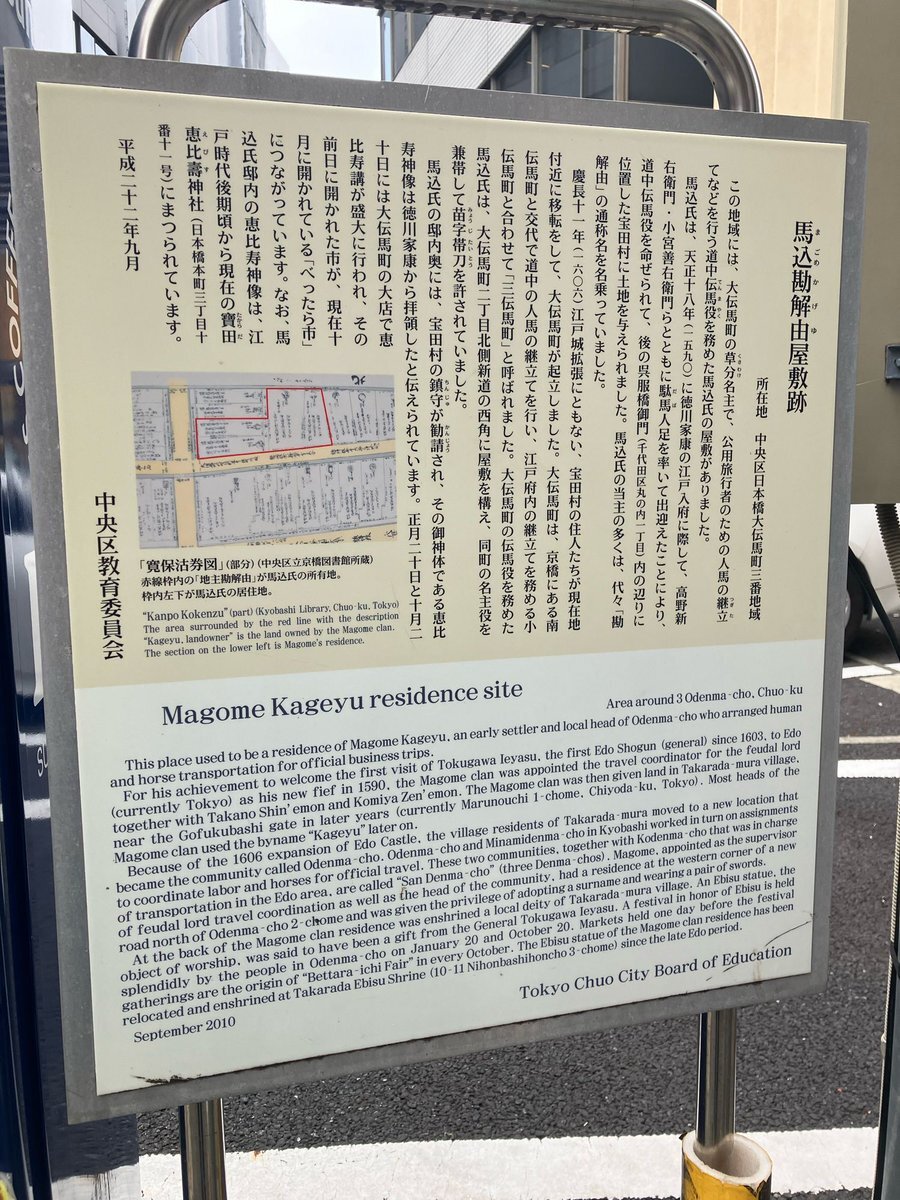 馬込勘解由屋敷跡
所在地　中央区日本橋大伝馬町三番地域
この地域には、大伝馬町の草分名主で、公用旅行者のための人馬の継立
てなどを行う道中伝馬役を務めた馬込氏の屋敷がありました。
馬込氏は、天正十八年（一五九〇）に徳川家康の江戸入府に際して、高野新
右衛門・小宮善右衛門らとともに駄馬人足を率いて出迎えたことにより、
道中伝馬役を命ぜられて、後の呉服橋御門（千代田区丸の内一丁目）内の辺りに
位置した宝田村に土地を与えられました。馬込氏の当主の多くは、代々「勘
解由」の通称名を名乗っていました。
慶長十一年（一六〇六）江戸城拡張にともない、宝田村の住人たちが現在地
付近に移転をして、大伝馬町が起立しました。大伝馬町は、京橋にある南
伝馬町と交代で道中の人馬の継立てを行い、江戸府内の継立てを務める小
伝馬町と合わせて「三伝馬町」と呼ばれました。大伝馬町の伝馬役を務めた
馬込氏は、大伝馬町二丁目北側新道の西角に屋敷を構え、同町の名主役を
兼帯して苗字帯刀を許されていました。
馬込氏の邸内奥には、宝田村の鎮守が勧請され、その御神体である恵比
寿神像は徳川家康から拝領したと伝えられています。正月二十日と十月二
十日には大伝馬町の大店で恵
比寿講が盛大に行われ、その
前日に開かれた市が、現在十
月に開かれている「べったら市」
につながっています。なお、馬
込氏邸内の恵比寿神像は、江
戸時代後期頃から現在の寶田
恵比壽神社（日本橋本町三丁目十
番十一号）にまつられています。
平成二十二年九月
中央区教育委員会
「寛保沽券図」（部分）（中央区立京橋図書館所蔵）
赤線枠内の「地主勘解由」が馬込氏の所有地。
枠内左下が馬込氏の居住地。
"Kanpo Kokenzu" (part) (Kyobashi Library, Chuo-ku, Tokyo)
The area surrounded by the red line with the description
"Kageyu, landowner" is the land owned by the Magome clan.
The section on the lower left is Magome's residence.
Magome Kageyu residence site
Area around 3 Odenma-cho, Chuo-ku
This place used to be a residence of Magome Kageyu, an early settler and local head of Odenma-cho who arranged human
and horse transportation for official business trips.
For his achievement to welcome the first visit of Tokugawa Ieyasu, the first Edo Shogun (general) since 1603, to Edo
(currently Tokyo) as his new fief in 1590, the Magome clan was appointed the travel coordinator for the feudal lord
together with Takano Shin'emon and Komiya Zen'emon. The Magome clan was then given land in Takarada-mura village,
near the Gofukubashi gate in later years (currently Marunouchi 1-chome, Chiyoda-ku, Tokyo). Most heads of the
Magome clan used the byname "Kageyu" later on.
Because of the 1606 expansion of Edo Castle, the village residents of Takarada-mura moved to a new location that
became the community called Odenma-cho. Odenma-cho and Minamidenma-cho in Kyobashi worked in turn on assignments
to coordinate labor and horses for official travel. These two communities, together with Kodenma-cho that was in charge
of transportation in the Edo area, are called "San Denma-cho" (three Denma-chos). Magome, appointed as the supervisor
of feudal lord travel coordination as well as the head of the community, had a residence at the western corner of a new
road north of Odenma-cho 2-chome and was given the privilege of adopting a surname and wearing a pair of swords.
At the back of the Magome clan residence was enshrined a local deity of Takarada-mura village. An Ebisu statue, the
object of worship, was said to have been a gift from the General Tokugawa Ieyasu. A festival in honor of Ebisu is held
splendidly by the people in Odenma-cho on January 20 and October 20. Markets held one day before the festival
gatherings are the origin of "Bettara-ichi Fair" in every October. The Ebisu statue of the Magome clan residence has been
relocated and enshrined at Takarada Ebisu Shrine (10-11 Nihonbashihoncho 3-chome) since the late Edo period.
September 2010
Tokyo Chuo City Board of Education